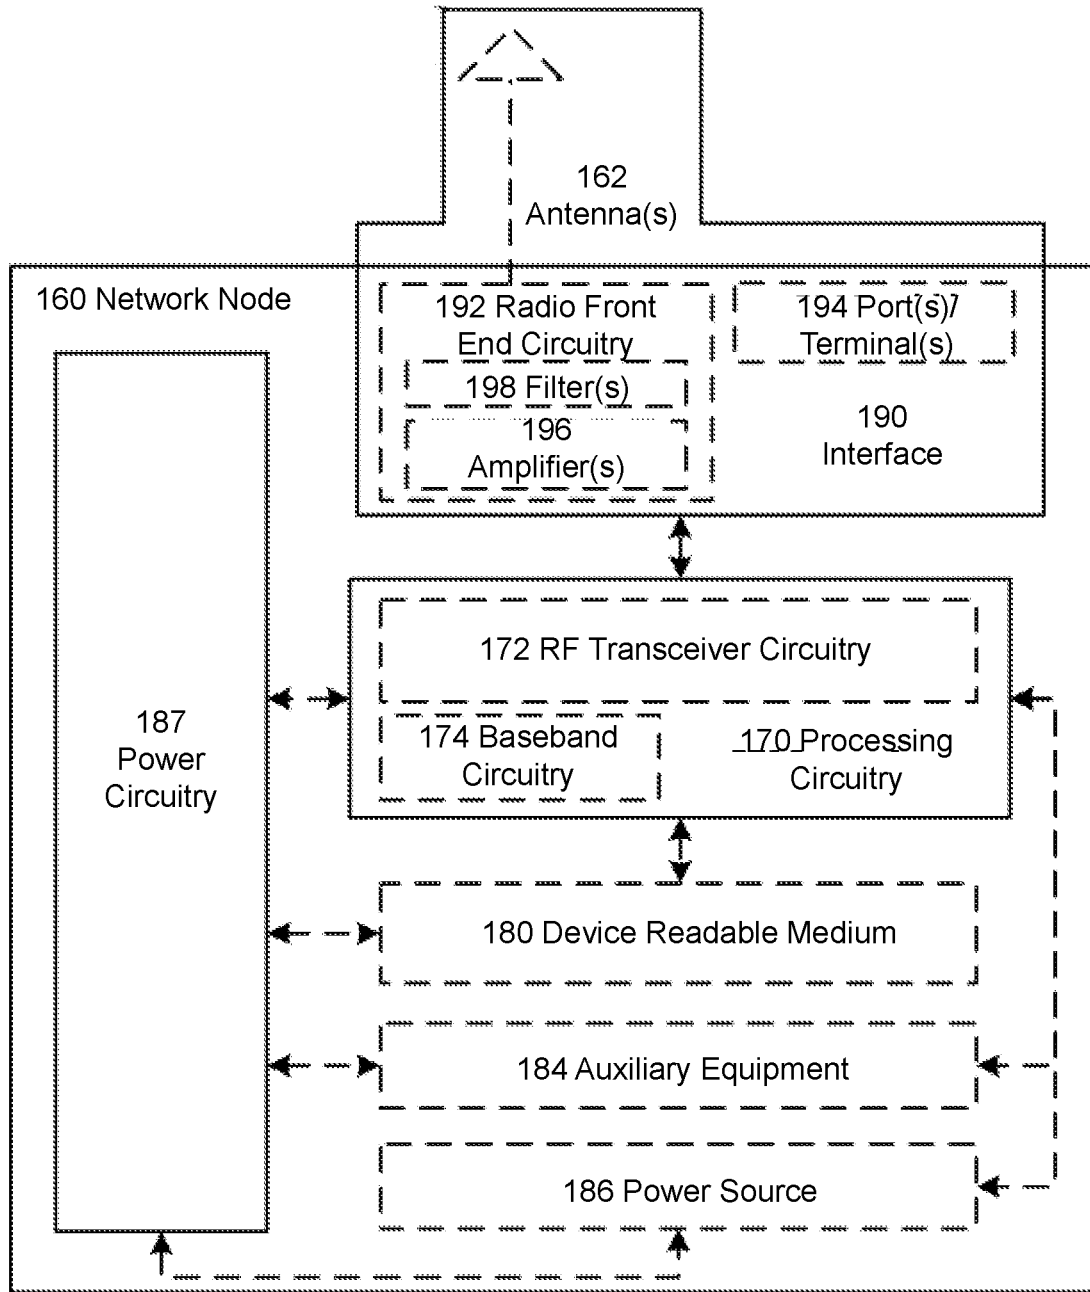 162
Antenna(s)
160 Network Node
192 Radio Front
End Circuitry
194 Port(s)/
Terminal(s)
198 Filter(s)
196
Amplifier(s)
190
Interface
172 RF Transceiver Circuitry
187
Power
Circuitry
174 Baseband
Circuitry
170 Processing
Circuitry
180 Device Readable Medium
184 Auxiliary Equipment
186 Power Source